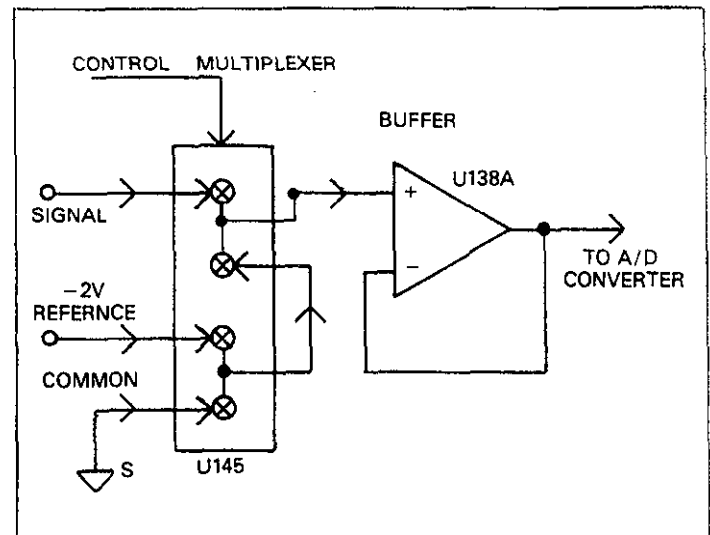 CONTROL MULTIPLEXER
BUFFER
U138A
+
SIGNAL
−
TO A/D
CONVERTER
−2V
REFERNCE
COMMON
S
U145